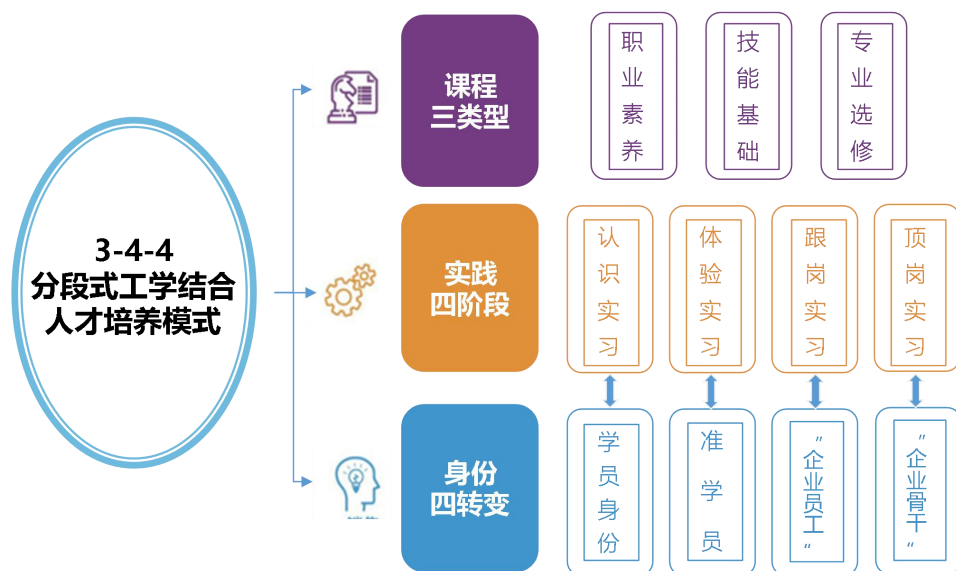 3-4-4
分段式工学结合
人才培养模式
课程
三类型
职业素养
技能基础
专业选修
实践
四阶段
认识实习
体验实习
跟岗实习
顶岗实习
身份
四转变
学员身份
准学员
“企业员工“
“企业骨干“